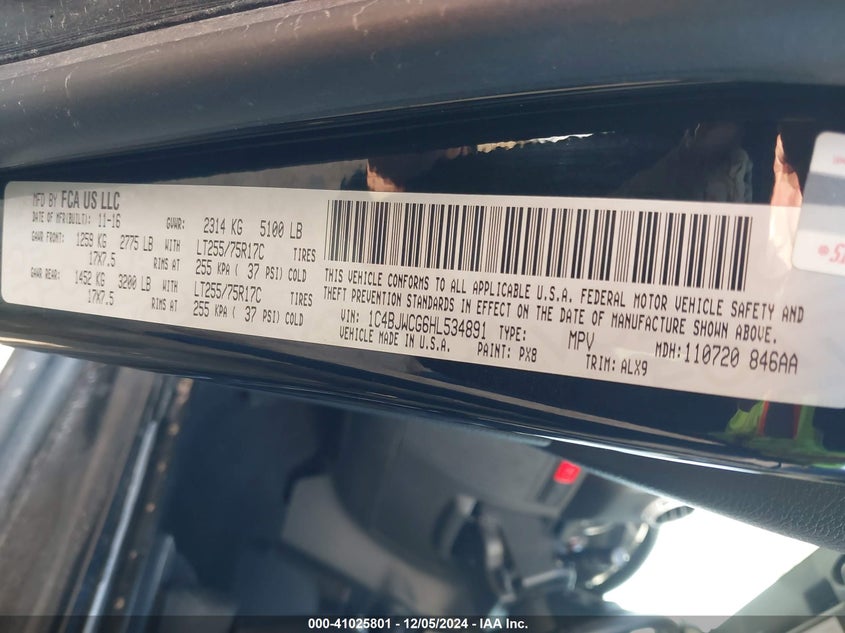 MFD BY FCA US LLC
DATE OF MFR(BUILT): 11-16 GVWR: 2314 KG 5100 LB
GAWR FRONT: 1259 KG 2775 LB WITH LT255/75R17C TIRES
17X7.5 RIMS AT 255 KPA ( 37 PSI) COLD
GAWR REAR: 1452 KG 3200 LB WITH LT255/75R17C TIRES
17X7.5 RIMS AT 255 KPA ( 37 PSI) COLD
THIS VEHICLE CONFORMS TO ALL APPLICABLE U.S.A. FEDERAL MOTOR VEHICLE SAFETY AND
THEFT PREVENTION STANDARDS IN EFFECT ON THE DATE OF MANUFACTURE SHOWN ABOVE.
VIN: 1C4BJWCG6HL534891 TYPE: MPV MDH:110720 846AA
VEHICLE MADE IN U.S.A. PAINT: PX8 TRIM: ALX9
000-41025801 - 12/05/2024 - IAA Inc.